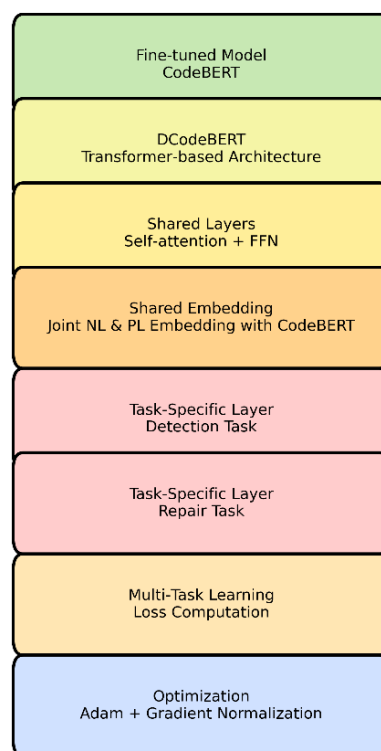 Fine-tuned Model
CodeBERT
DCodeBERT
Transformer-based Architecture
Shared Layers
Self-attention + FFN
Shared Embedding
Joint NL & PL Embedding with CodeBERT
Task-Specific Layer
Detection Task
Task-Specific Layer
Repair Task
Multi-Task Learning
Loss Computation
Optimization
Adam + Gradient Normalization